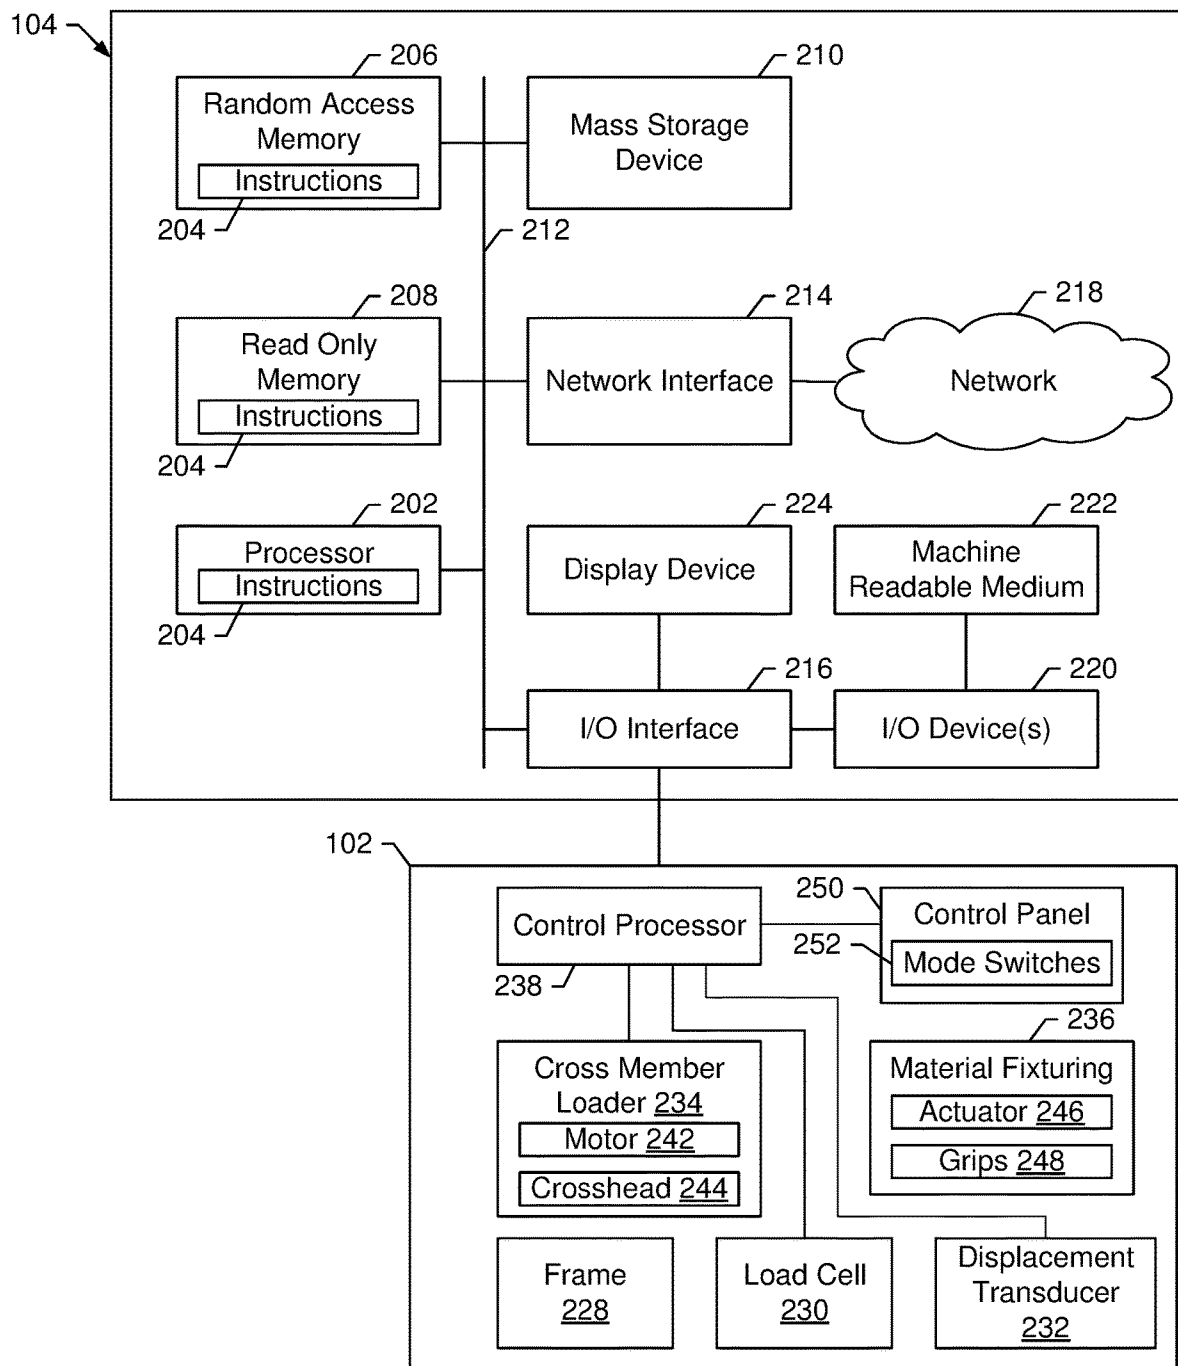 104
206
Random Access
Memory
Instructions
204
210
Mass Storage
Device
212
208
Read Only
Memory
Instructions
204
214
Network Interface
218
Network
202
Processor
Instructions
204
224
Display Device
222
Machine
Readable Medium
216
I/O Interface
220
I/O Device(s)
102
Control Processor
238
250
Control Panel
252
Mode Switches
Cross Member
Loader 234
Motor 242
Crosshead 244
236
Material Fixturing
Actuator 246
Grips 248
Frame
228
Load Cell
230
Displacement
Transducer
232